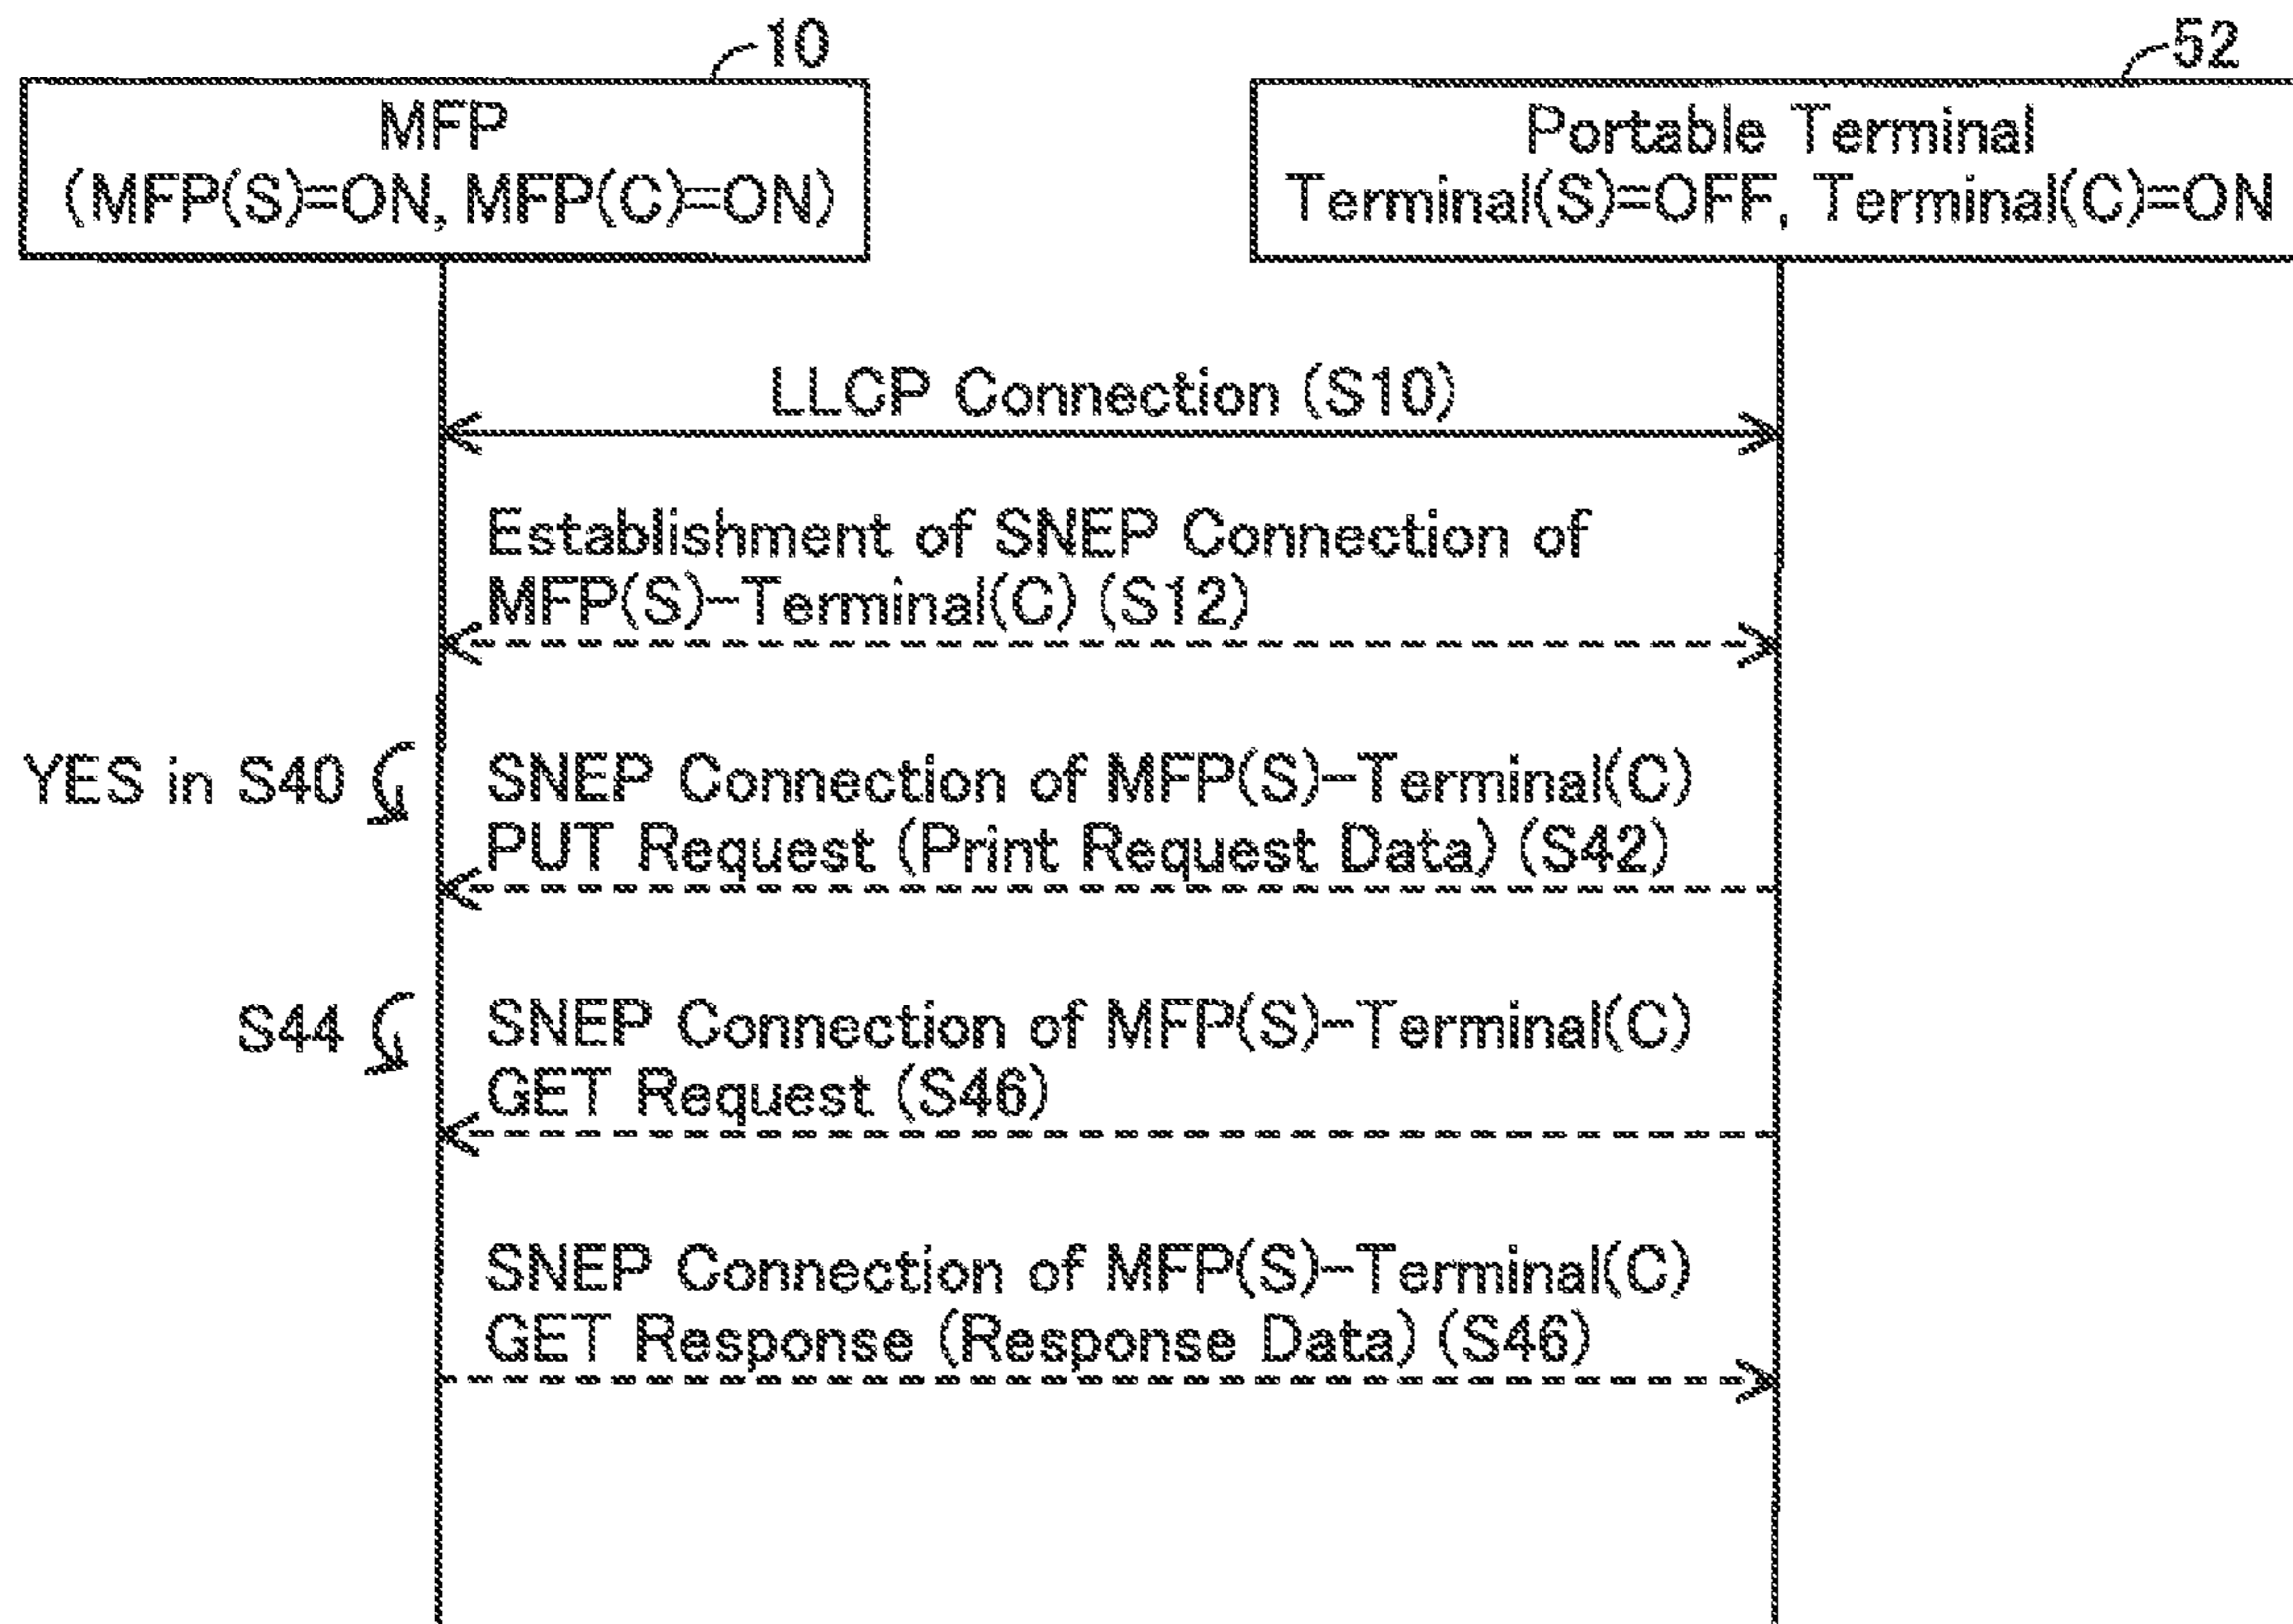 10
52
MFP
(MFP(S)=ON, MFP(C)=ON)
Portable Terminal
Terminal(S)=OFF, Terminal(C)=ON
LLCP Connection (S10)
Establishment of SNEP Connection of
MFP(S)-Terminal(C) (S12)
YES in S40
SNEP Connection of MFP(S)-Terminal(C)
PUT Request (Print Request Data) (S42)
S44
SNEP Connection of MFP(S)-Terminal(C)
GET Request (S46)
SNEP Connection of MFP(S)-Terminal(C)
GET Response (Response Data) (S46)